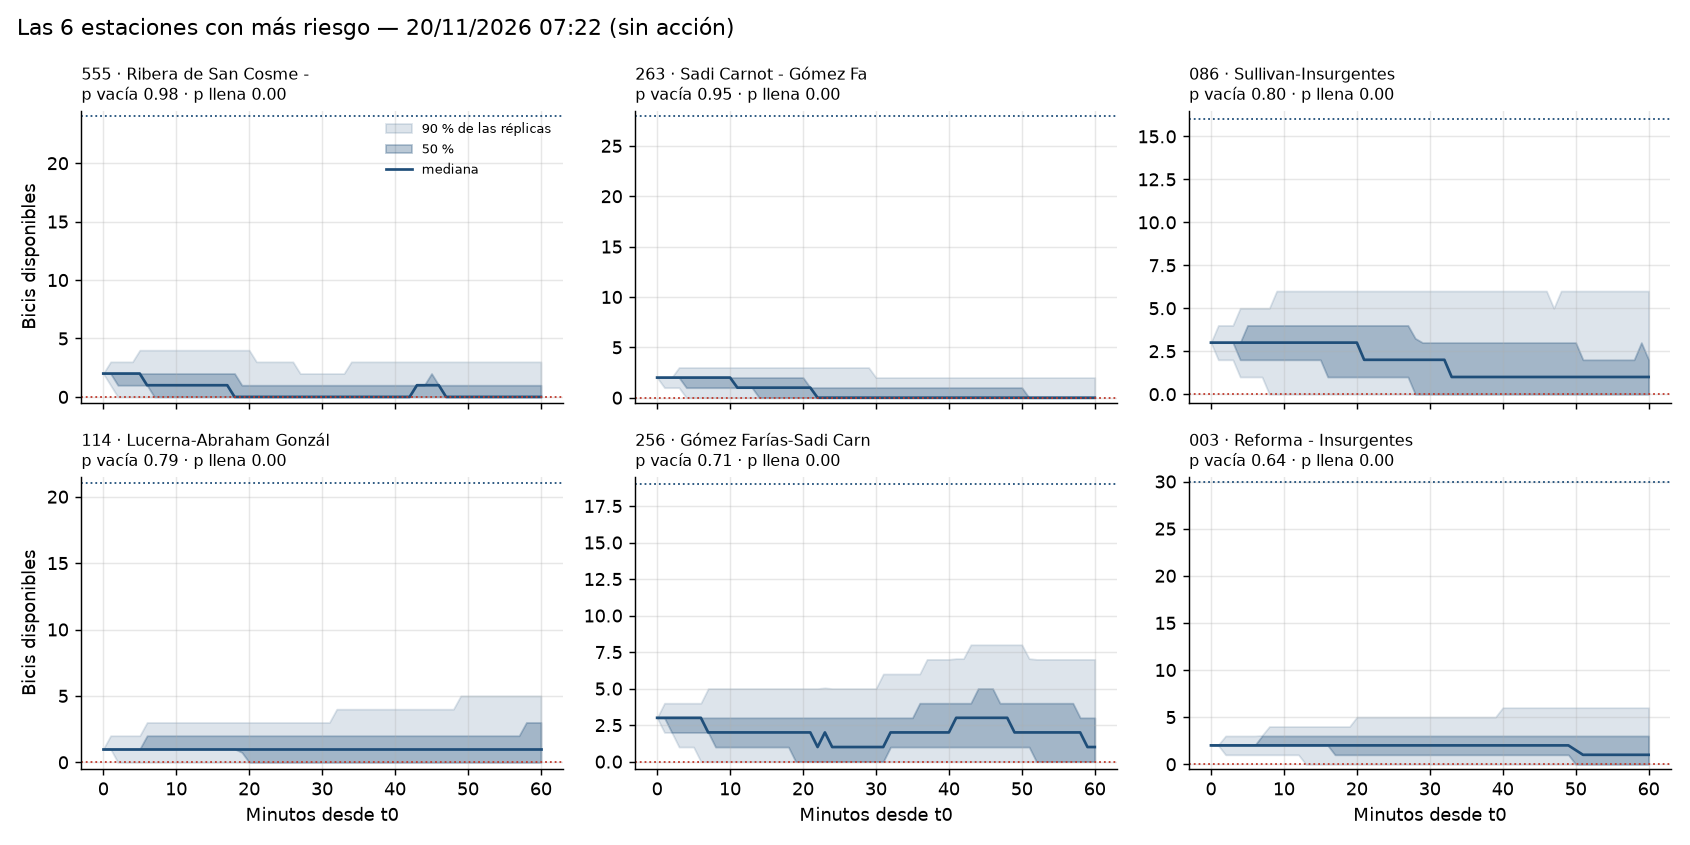 Las 6 estaciones con más riesgo — 20/11/2026 07:22 (sin acción)
555 · Ribera de San Cosme -
p vacía 0.98 · p llena 0.00
90 % de las réplicas
50 %
mediana
20
15
10
5
0
Bicis disponibles
263 · Sadi Carnot - Gómez Fa
p vacía 0.95 · p llena 0.00
25
20
15
10
5
0
086 · Sullivan-Insurgentes
p vacía 0.80 · p llena 0.00
15.0
12.5
10.0
7.5
5.0
2.5
0.0
114 · Lucerna-Abraham Gonzál
p vacía 0.79 · p llena 0.00
20
15
10
5
0
Bicis disponibles
0 10 20 30 40 50 60
Minutos desde t0
256 · Gómez Farías-Sadi Carn
p vacía 0.71 · p llena 0.00
17.5
15.0
12.5
10.0
7.5
5.0
2.5
0.0
0 10 20 30 40 50 60
Minutos desde t0
003 · Reforma - Insurgentes
p vacía 0.64 · p llena 0.00
30
25
20
15
10
5
0
0 10 20 30 40 50 60
Minutos desde t0